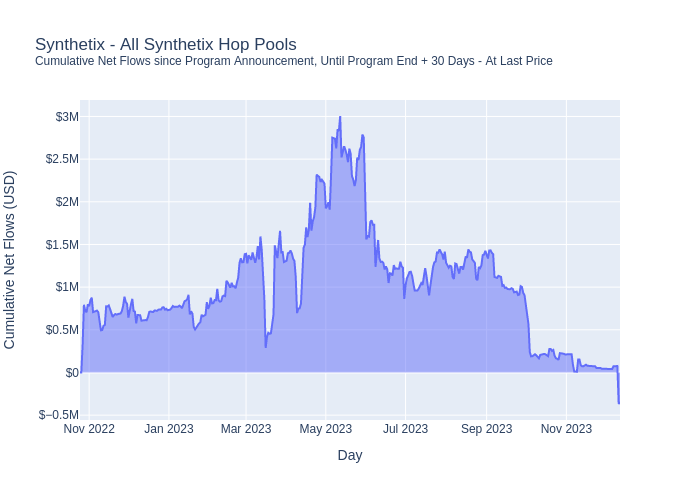 Synthetix - All Synthetix Hop Pools
Cumulative Net Flows since Program Announcement, Until Program End + 30 Days - At Last Price
Cumulative Net Flows (USD)
$3M
$2.5M
$2M
$1.5M
$1M
$0.5M
$0
$−0.5M
Nov 2022
Jan 2023
Mar 2023
May 2023
Jul 2023
Sep 2023
Nov 2023
Day